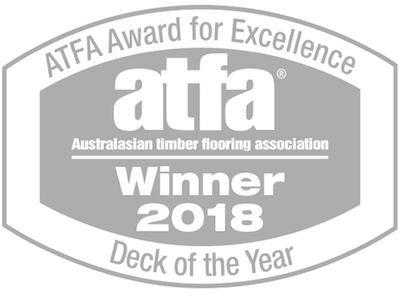 ATFA Award for Excellence
atfa®
Australasian timber flooring association
Winner
2018
Deck of the Year